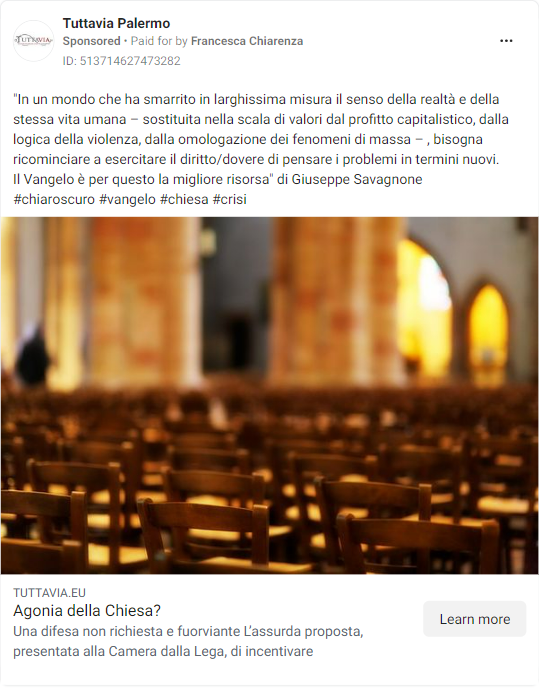 Tuttavia Palermo
Sponsored • Paid for by Francesca Chiarenza
ID: 513714627473282
TUTTAVIA
"In un mondo che ha smarrito in larghissima misura il senso della realtà e della
stessa vita umana – sostituita nella scala di valori dal profitto capitalistico, dalla
logica della violenza, dalla omologazione dei fenomeni di massa – , bisogna
ricominciare a esercitare il diritto/dovere di pensare i problemi in termini nuovi.
Il Vangelo è per questo la migliore risorsa" di Giuseppe Savagnone
#chiaroscuro #vangelo #chiesa #crisi
TUTTAVIA.EU
Agonia della Chiesa?
Una difesa non richiesta e fuorviante L’assurda proposta,
presentata alla Camera dalla Lega, di incentivare
Learn more